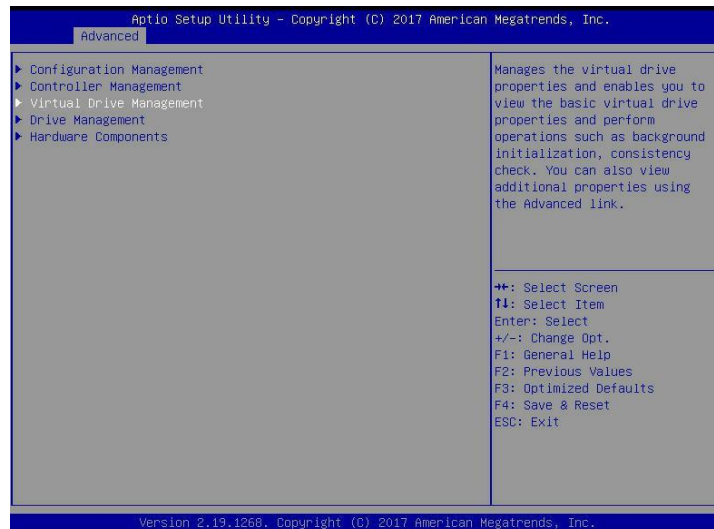 Aptio Setup Utility – Copyright (C) 2017 American Megatrends, Inc.
Advanced
Configuration Management
Controller Management
Virtual Drive Management
Drive Management
Hardware Components
Manages the virtual drive
properties and enables you to
view the basic virtual drive
properties and perform
operations such as background
initialization, consistency
check. You can also view
additional properties using
the Advanced link.
→←: Select Screen
↑↓: Select Item
Enter: Select
+/-: Change Opt.
F1: General Help
F2: Previous Values
F3: Optimized Defaults
F4: Save & Reset
ESC: Exit
Version 2.19.1268. Copyright (C) 2017 American Megatrends, Inc.